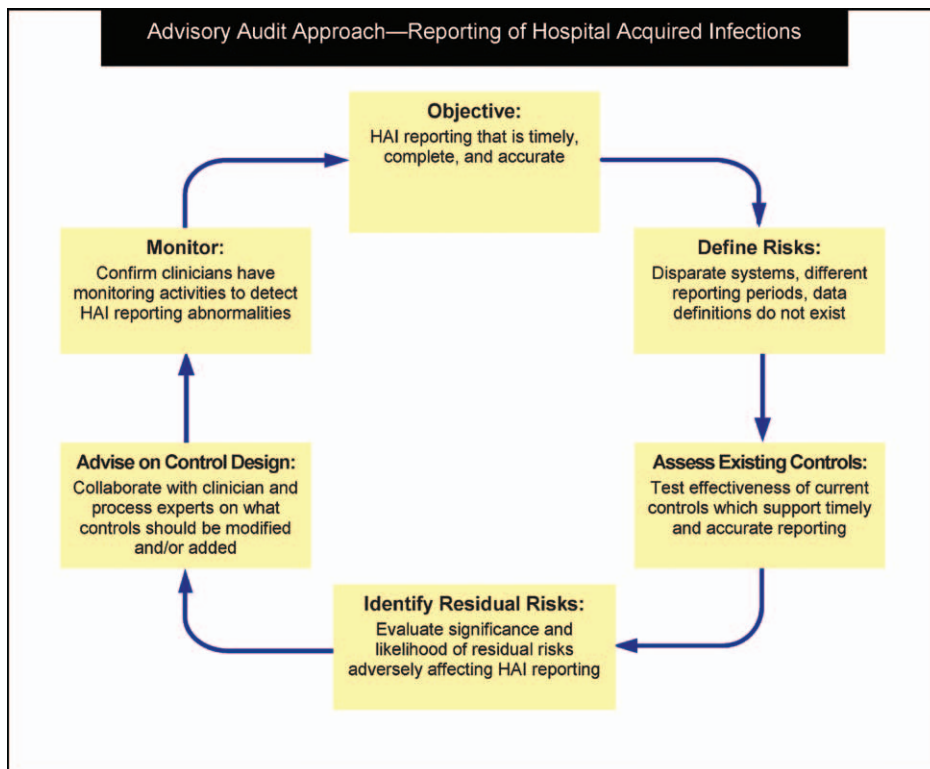 Advisory Audit Approach—Reporting of Hospital Acquired Infections
Objective:
HAI reporting that is timely,
complete, and accurate
Define Risks:
Disparate systems, different
reporting periods, data
definitions do not exist
Assess Existing Controls:
Test effectiveness of current
controls which support timely
and accurate reporting
Identify Residual Risks:
Evaluate significance and
likelihood of residual risks
adversely affecting HAI reporting
Advise on Control Design:
Collaborate with clinician and
process experts on what
controls should be modified
and/or added
Monitor:
Confirm clinicians have
monitoring activities to detect
HAI reporting abnormalities